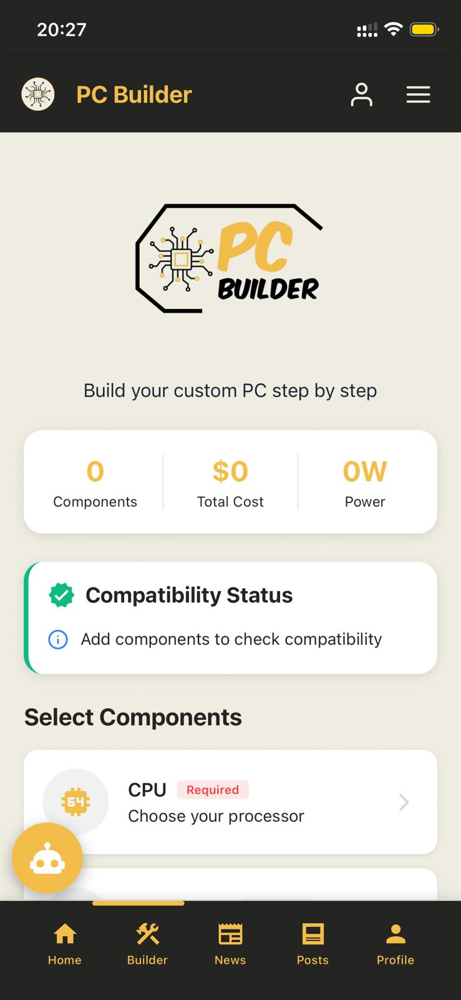 20:27
PC Builder
PC
BUILDER
Build your custom PC step by step
0
Components
$0
Total Cost
0W
Power
Compatibility Status
Add components to check compatibility
Select Components
64
CPU
Required
Choose your processor
Home
Builder
News
Posts
Profile